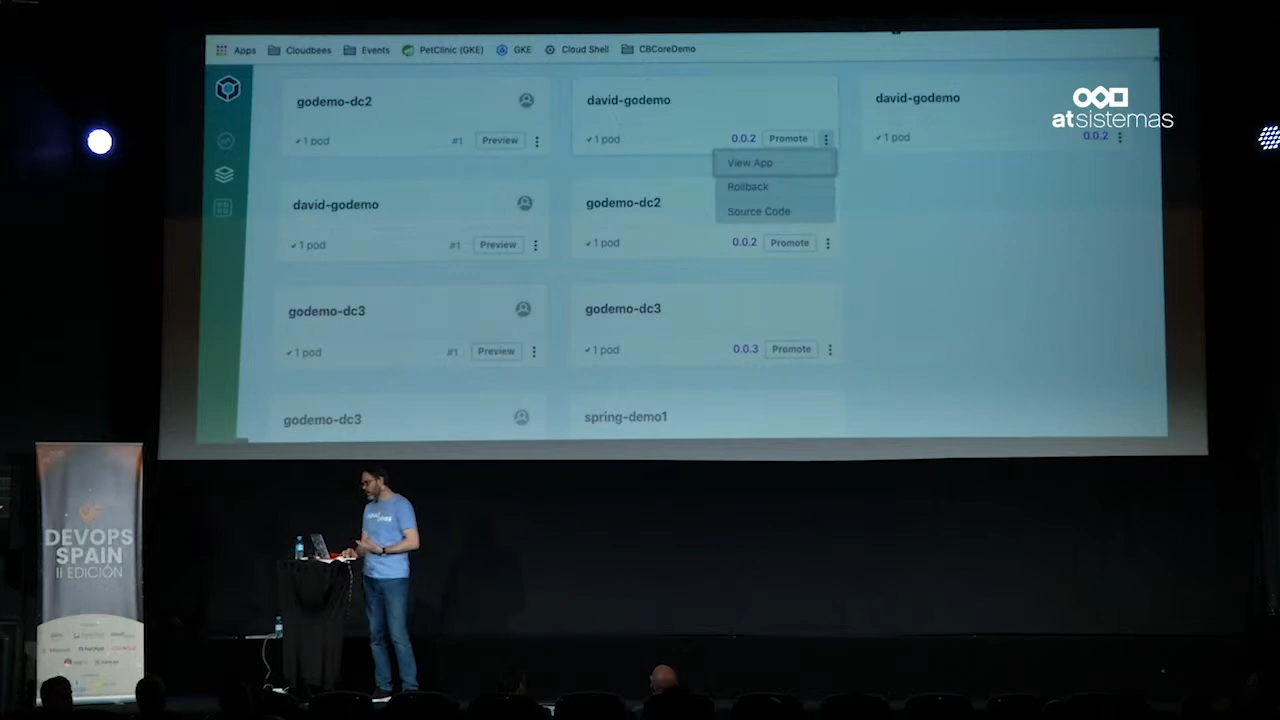 Apps Cloudbees Events PetClinic (GKE) GKE Cloud Shell CBCoreDemo
godemo-dc2
1 pod #1 Preview
david-godemo
1 pod 0.0.2 Promote
View App
Rollback
Source Code
david-godemo
1 pod 0.0.2
atsistemas
david-godemo
1 pod #1 Preview
godemo-dc2
1 pod 0.0.2 Promote
godemo-dc3
1 pod #1 Preview
godemo-dc3
1 pod 0.0.3 Promote
godemo-dc3
spring-demo1
DEVOPS
SPAIN
II EDICIÓN